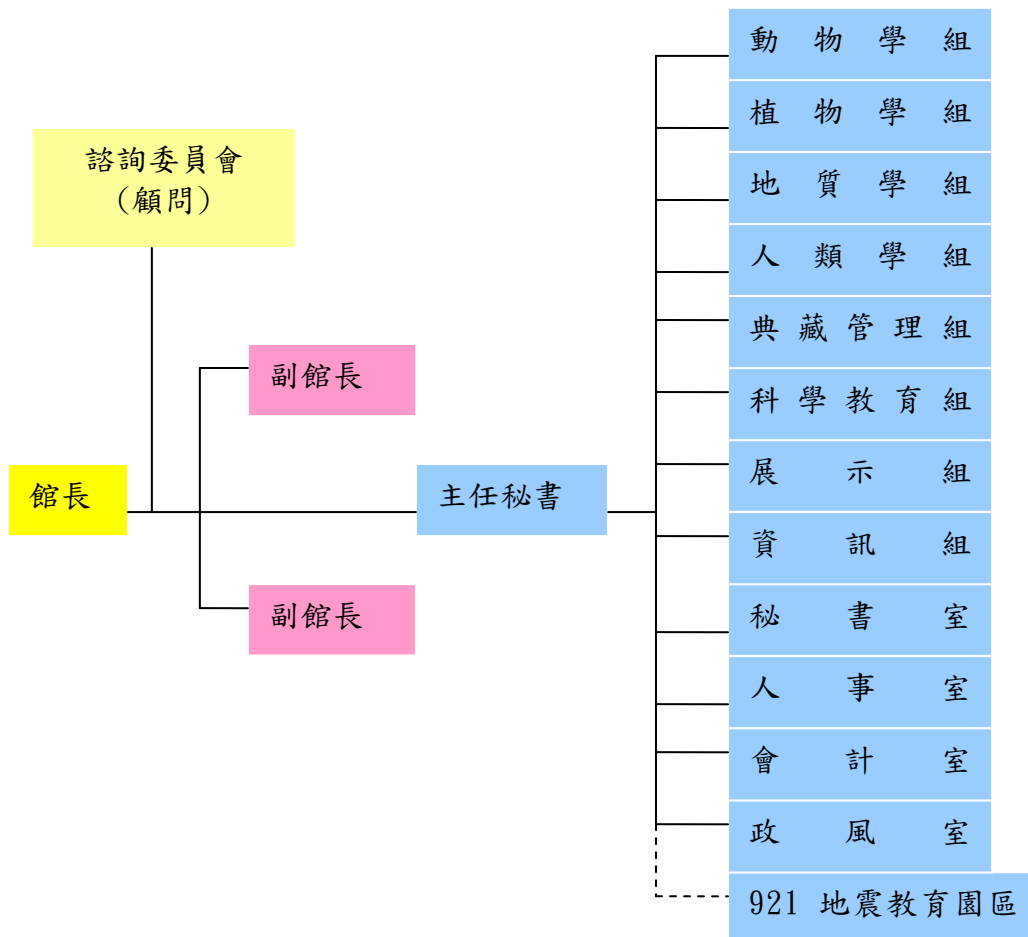 動物學組
植物學組
諮詢委員會
(顧問)
地質學組
人類學組
典藏管理組
副館長
科學教育組
展示組
館長
主任秘書
資訊組
副館長
秘書室
人事室
會計室
政風室
921 地震教育園區